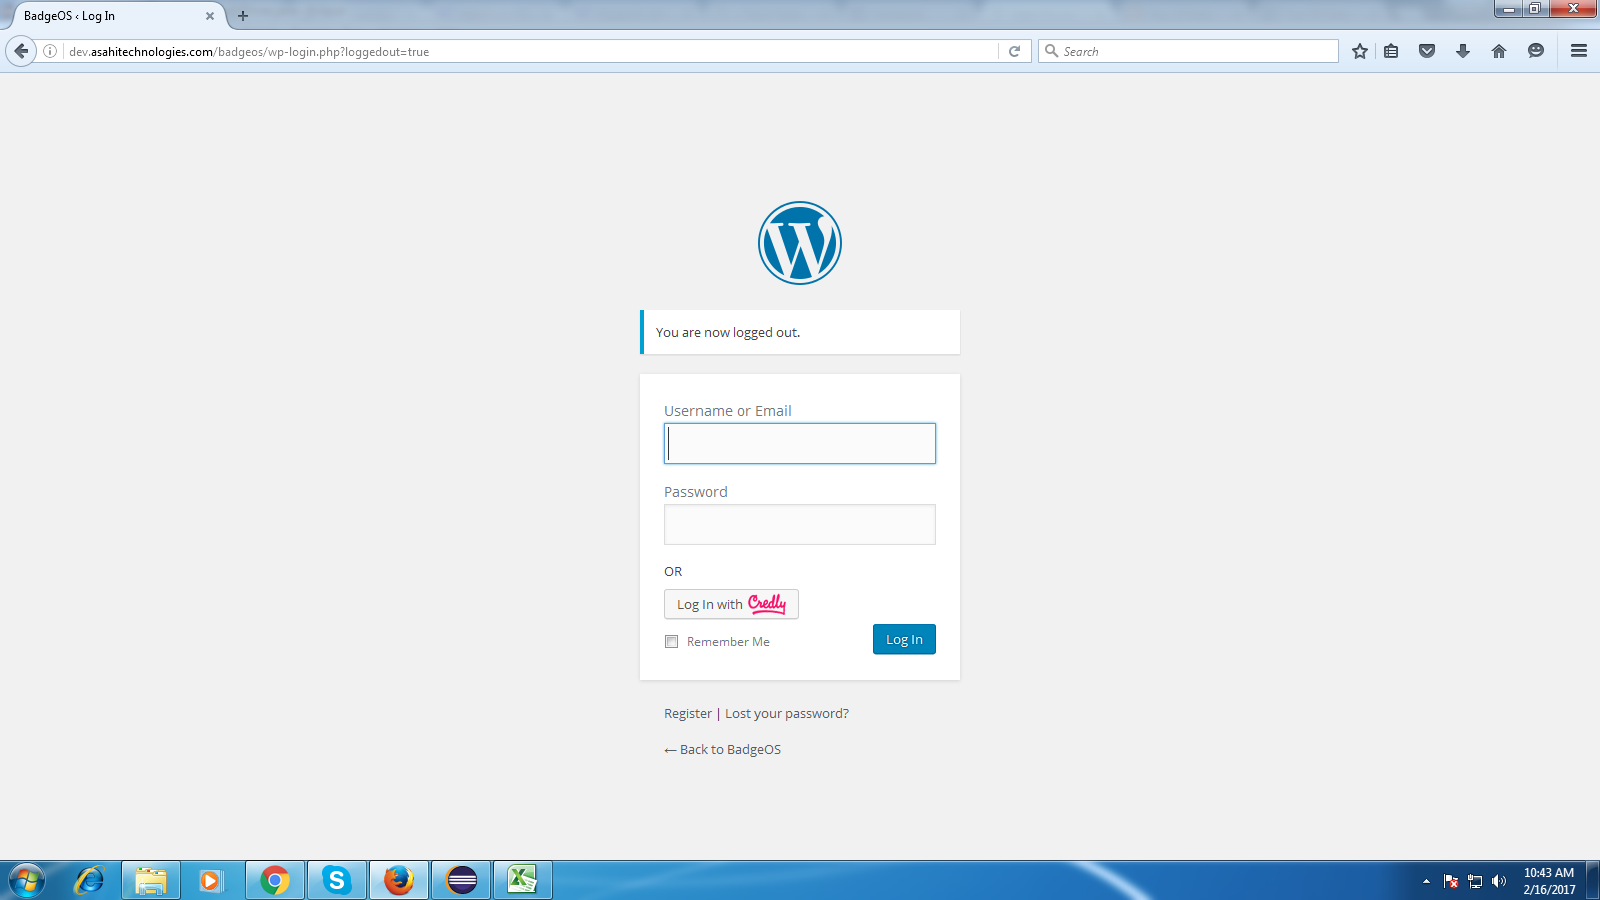 BadgeOS ‹ Log In
dev.asahitechnologies.com/badgeos/wp-login.php?loggedout=true
Search
You are now logged out.
Username or Email
Password
OR
Log In with Credly
Remember Me
Log In
Register | Lost your password?
← Back to BadgeOS
10:43 AM
2/16/2017